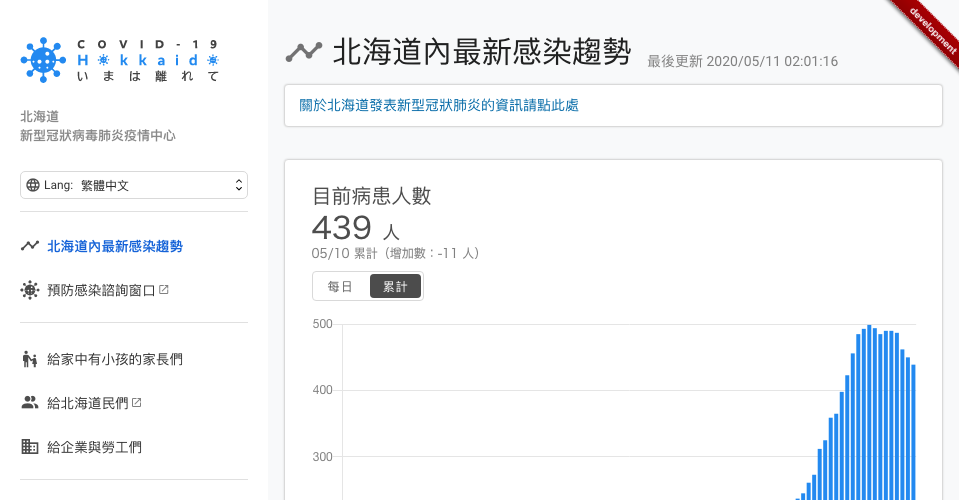 COVID-19
Hokkaido
いまは離れて
北海道
新型冠狀病毒肺炎疫情中心
Lang: 繁體中文
北海道內最新感染趨勢
預防感染諮詢窗口
給家中有小孩的家長們
給北海道民們
給企業與勞工們
development
北海道內最新感染趨勢
最後更新 2020/05/11 02:01:16
關於北海道發表新型冠狀肺炎的資訊請點此處
目前病患人數
439 人
05/10 累計（增加數：-11 人）
每日 累計
500
400
300